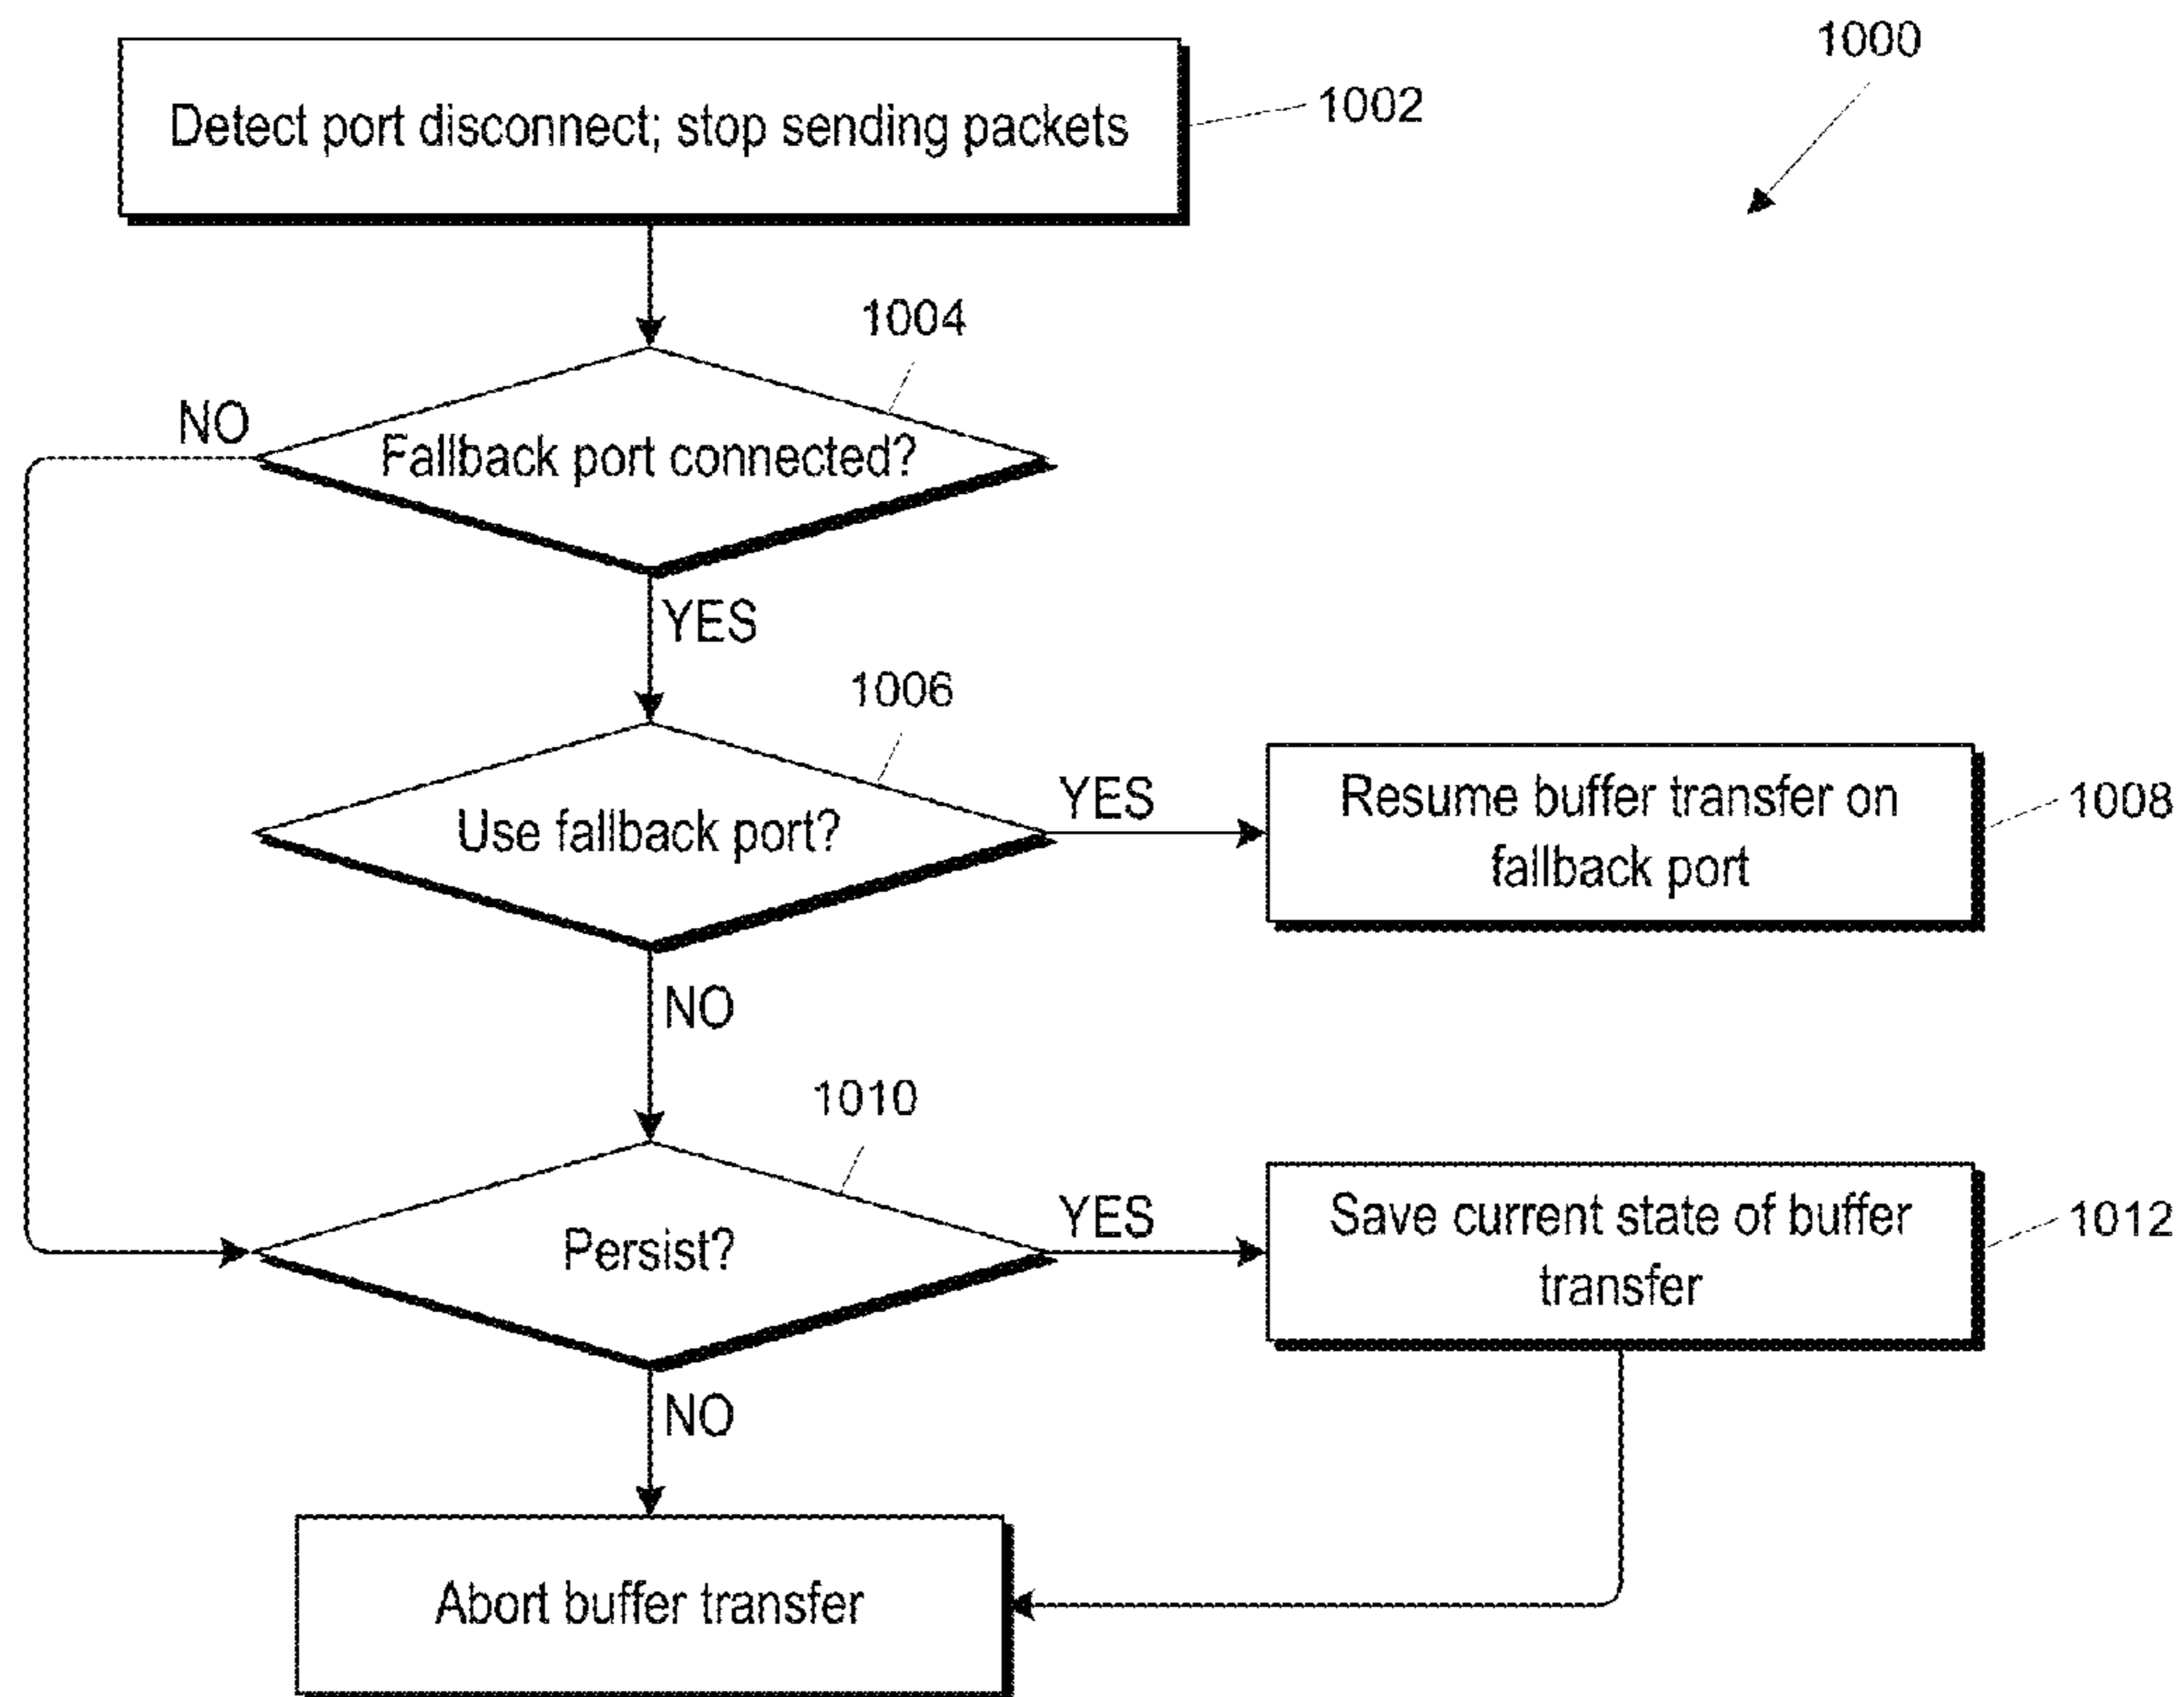 1000
Detect port disconnect; stop sending packets
1002
1004
NO
Fallback port connected?
YES
1006
Use fallback port?
YES
Resume buffer transfer on
fallback port
1008
NO
1010
Persist?
YES
Save current state of buffer
transfer
1012
NO
Abort buffer transfer